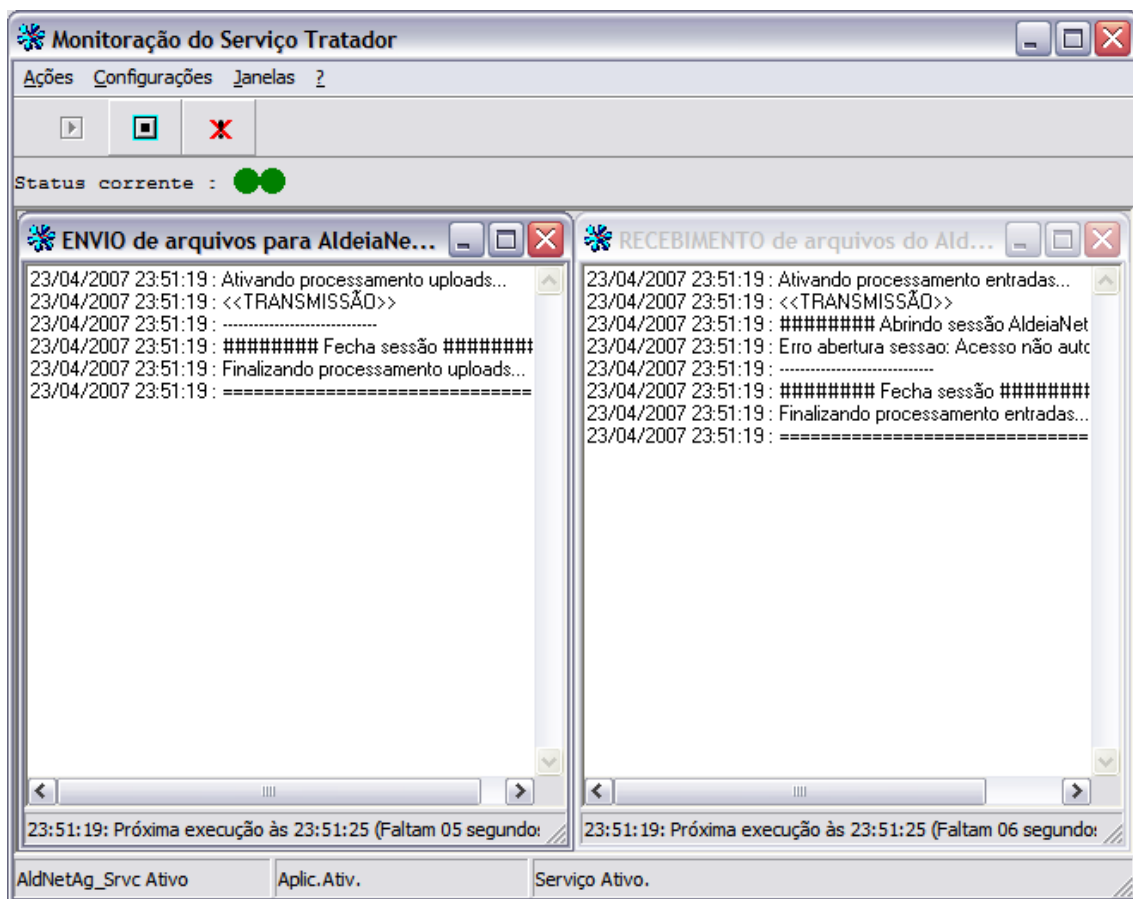 Monitoração do Serviço Tratador
Ações Configurações Janelas ?
Status corrente :
ENVIO de arquivos para AldeiaNe...
23/04/2007 23:51:19 : Ativando processamento uploads...
23/04/2007 23:51:19 : <<TRANSMISSÃO>>
23/04/2007 23:51:19 : ------------------------------
23/04/2007 23:51:19 : ######## Fecha sessão ########
23/04/2007 23:51:19 : Finalizando processamento uploads...
23/04/2007 23:51:19 : ==============================
23:51:19: Próxima execução às 23:51:25 (Faltam 05 segundos
RECEBIMENTO de arquivos do Ald...
23/04/2007 23:51:19 : Ativando processamento entradas...
23/04/2007 23:51:19 : <<TRANSMISSÃO>>
23/04/2007 23:51:19 : ######## Abrindo sessão AldeiaNet
23/04/2007 23:51:19 : Erro abertura sessao: Acesso não auto
23/04/2007 23:51:19 : ------------------------------
23/04/2007 23:51:19 : ######## Fecha sessão ########
23/04/2007 23:51:19 : Finalizando processamento entradas...
23/04/2007 23:51:19 : ==============================
23:51:19: Próxima execução às 23:51:25 (Faltam 06 segundos
AldNetAg_Srvc Ativo
Aplic.Ativ.
Serviço Ativo.